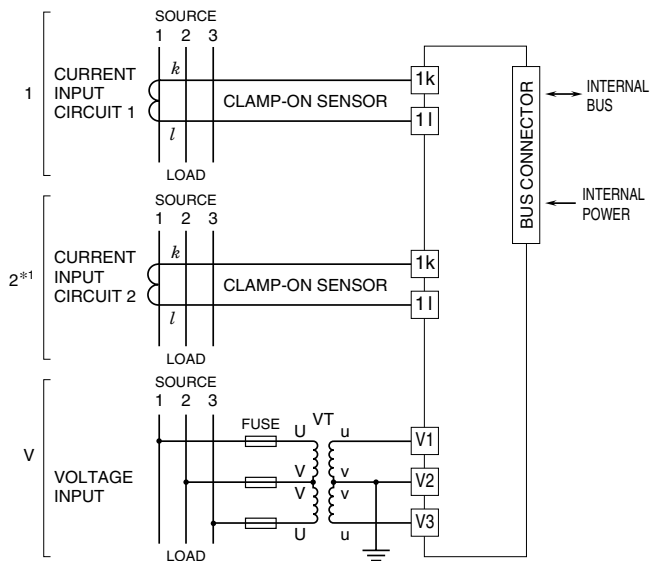 SOURCE
1 2 3
1
CURRENT
INPUT
CIRCUIT 1
k
l
CLAMP-ON SENSOR
1k
1l
LOAD
BUS CONNECTOR
INTERNAL
BUS
INTERNAL
POWER
SOURCE
1 2 3
2*1
CURRENT
INPUT
CIRCUIT 2
k
l
CLAMP-ON SENSOR
1k
1l
LOAD
SOURCE
1 2 3
V
VOLTAGE
INPUT
FUSE
VT
U u
V v
V v
U u
V1
V2
V3
LOAD